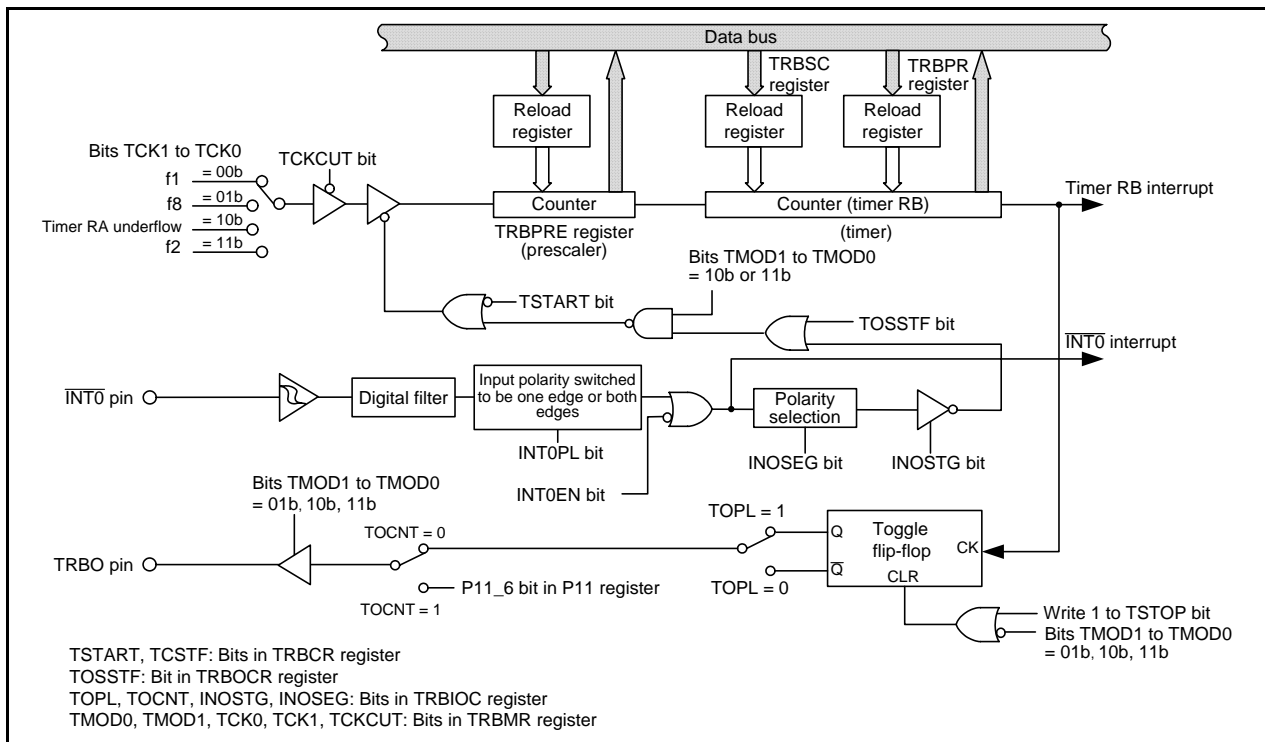 Data bus
TRBSC
register
TRBPR
register
Reload
register
Reload
register
Reload
register
Bits TCK1 to TCK0
TCKCUT bit
= 00b
f1
= 01b
f8
= 10b
Timer RA underflow
= 11b
f2
Counter
Counter (timer RB)
Timer RB interrupt
TRBPRE register
(prescaler)
(timer)
Bits TMOD1 to TMOD0
= 10b or 11b
TSTART bit
TOSSTF bit
INT0 interrupt
INT0 pin
Digital filter
Input polarity switched
to be one edge or both
edges
Polarity
selection
INT0PL bit
INOSEG bit
INOSTG bit
INT0EN bit
Bits TMOD1 to TMOD0
= 01b, 10b, 11b
TOPL = 1
TOCNT = 0
Q
Toggle
flip-flop
CK
TRBO pin
Q
CLR
P11_6 bit in P11 register
TOPL = 0
TOCNT = 1
Write 1 to TSTOP bit
Bits TMOD1 to TMOD0
= 01b, 10b, 11b
TSTART, TCSTF: Bits in TRBCR register
TOSSTF: Bit in TRBOCR register
TOPL, TOCNT, INOSTG, INOSEG: Bits in TRBIOC register
TMOD0, TMOD1, TCK0, TCK1, TCKCUT: Bits in TRBMR register